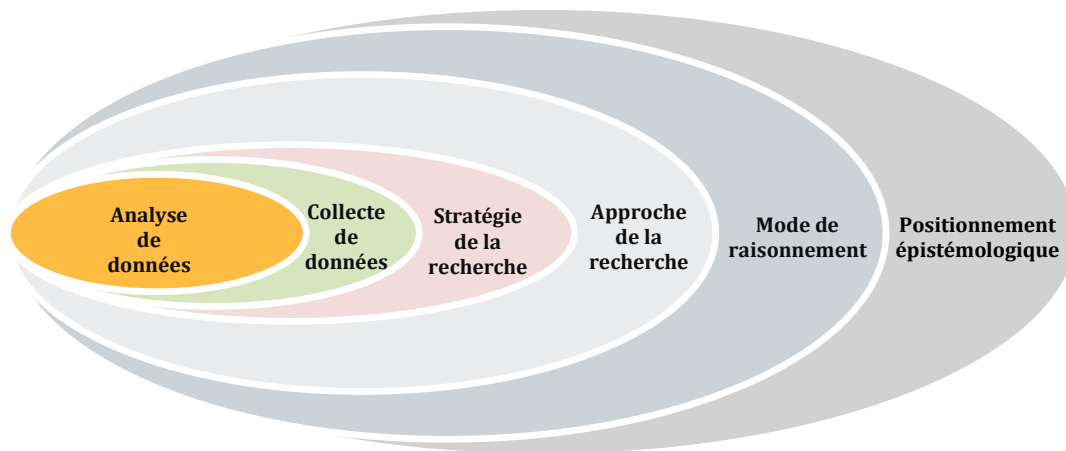 Analyse
de
données
Collecte
de
données
Stratégie
de la
recherche
Approche
de la
recherche
Mode de
raisonnement
Positionnement
épistémologique